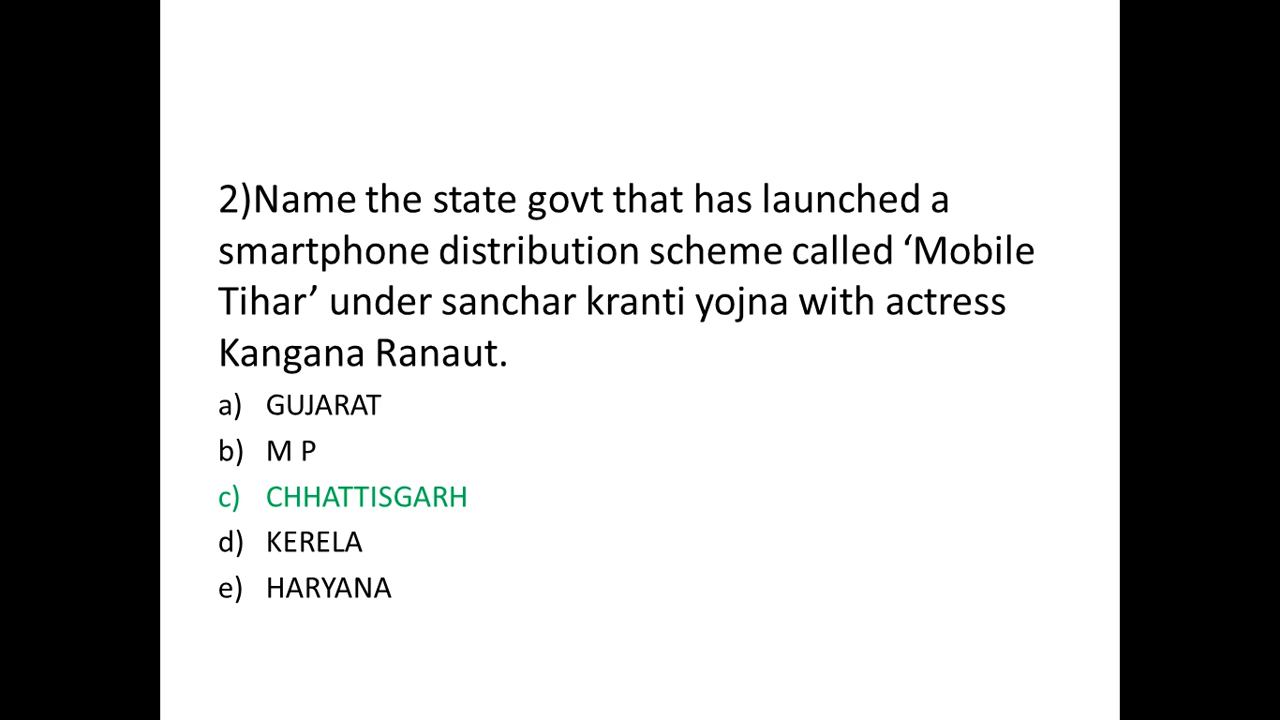 2)Name the state govt that has launched a
smartphone distribution scheme called ‘Mobile
Tihar’ under sanchar kranti yojna with actress
Kangana Ranaut.
a) GUJARAT
b) M P
c) CHHATTISGARH
d) KERELA
e) HARYANA